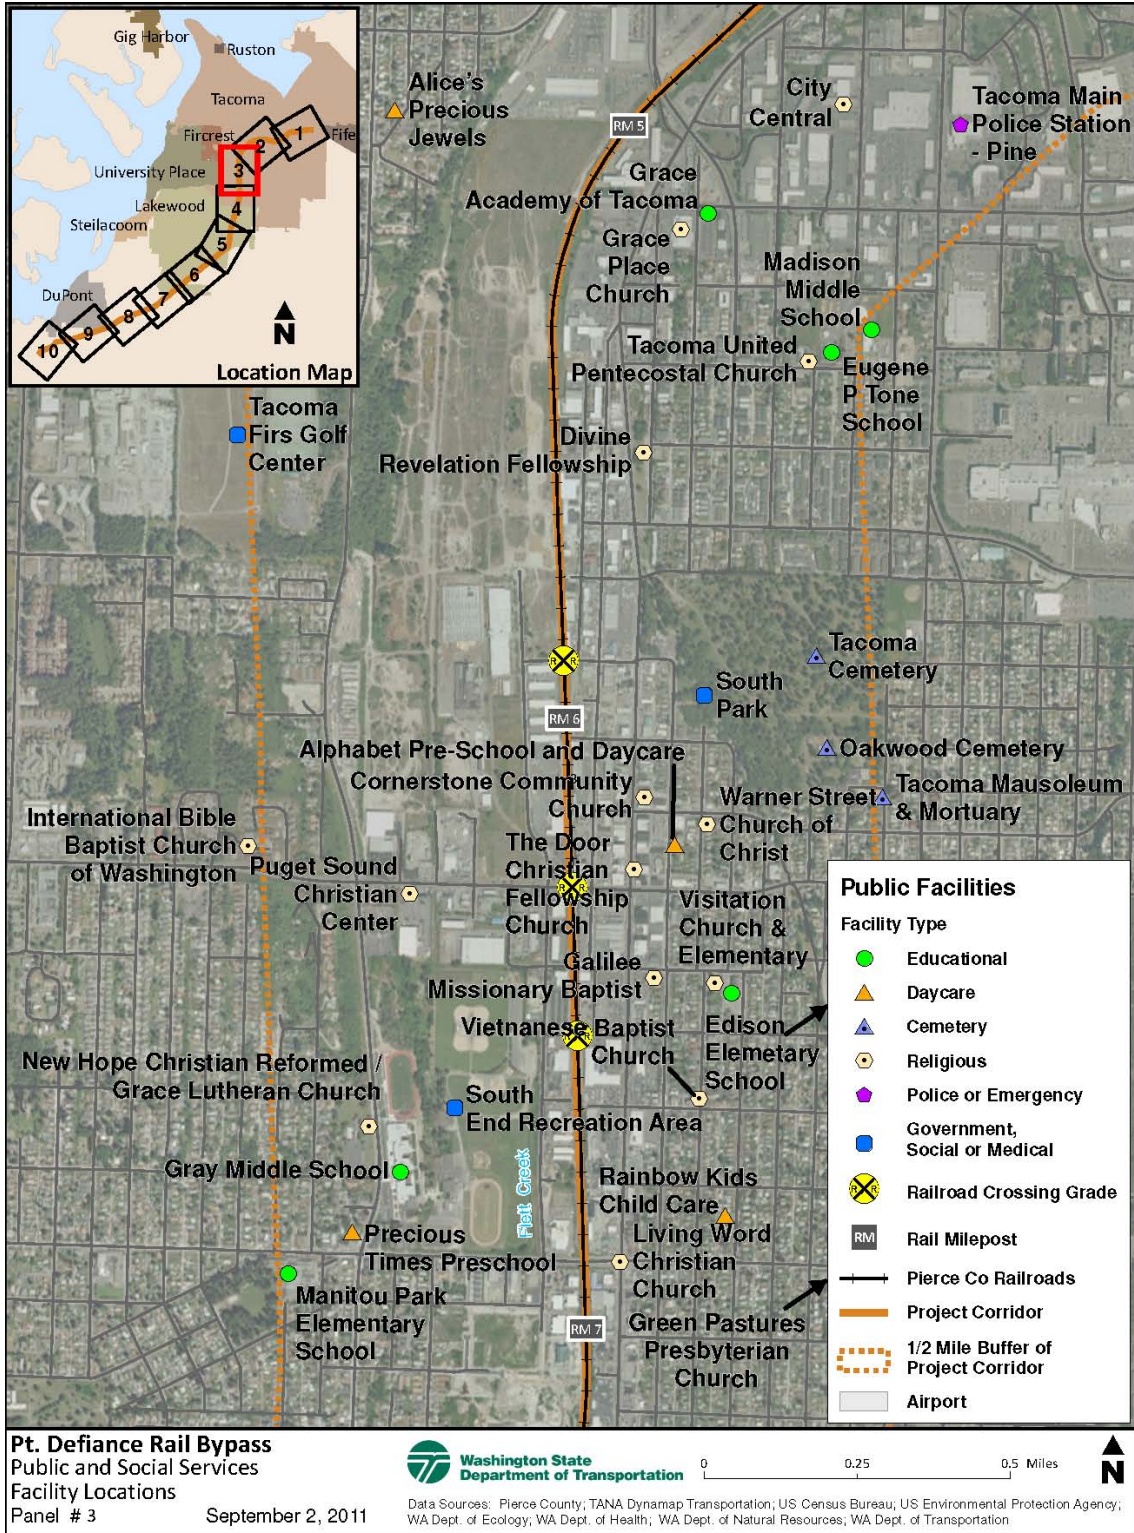 Gig Harbor
Ruston
Tacoma
Fircrest
Fife
University Place
Lakewood
Steilacoom
DuPont
1
2
3
4
5
6
7
8
9
10
N
Location Map
Alice's
Precious
Jewels
RM 5
City
Central
Tacoma Main
Police Station
- Pine
Grace
Academy of Tacoma
Grace
Place
Church
Madison
Middle
School
Tacoma United
Pentecostal Church
Eugene
P Tone
School
Tacoma
Firs Golf
Center
Divine
Revelation Fellowship
R R
Tacoma
Cemetery
South
Park
RM 6
Alphabet Pre-School and Daycare
Oakwood Cemetery
Cornerstone Community
Church
Tacoma Mausoleum
& Mortuary
Warner Street
Church of
Christ
International Bible
Baptist Church
of Washington
Puget Sound
Christian
Center
The Door
Christian
Fellowship
Church
R R
Visitation
Church &
Elementary
Galilee
Missionary Baptist
Vietnanese Baptist
Church
R R
Edison
Elemetary
School
New Hope Christian Reformed /
Grace Lutheran Church
South
End Recreation Area
Gray Middle School
Flett Creek
Rainbow Kids
Child Care
Living Word
Christian
Church
Precious
Times Preschool
Manitou Park
Elementary
School
RM 7
Green Pastures
Presbyterian
Church
Public Facilities
Facility Type
Educational
Daycare
Cemetery
Religious
Police or Emergency
Government,
Social or Medical
R R
Railroad Crossing Grade
RM
Rail Milepost
Pierce Co Railroads
Project Corridor
1/2 Mile Buffer of
Project Corridor
Airport
Pt. Defiance Rail Bypass
Public and Social Services
Facility Locations
Panel # 3
September 2, 2011
Washington State
Department of Transportation
0 0.25 0.5 Miles
N
Data Sources: Pierce County; TANA Dynamap Transportation; US Census Bureau; US Environmental Protection Agency;
WA Dept. of Ecology; WA Dept. of Health; WA Dept. of Natural Resources; WA Dept. of Transportation